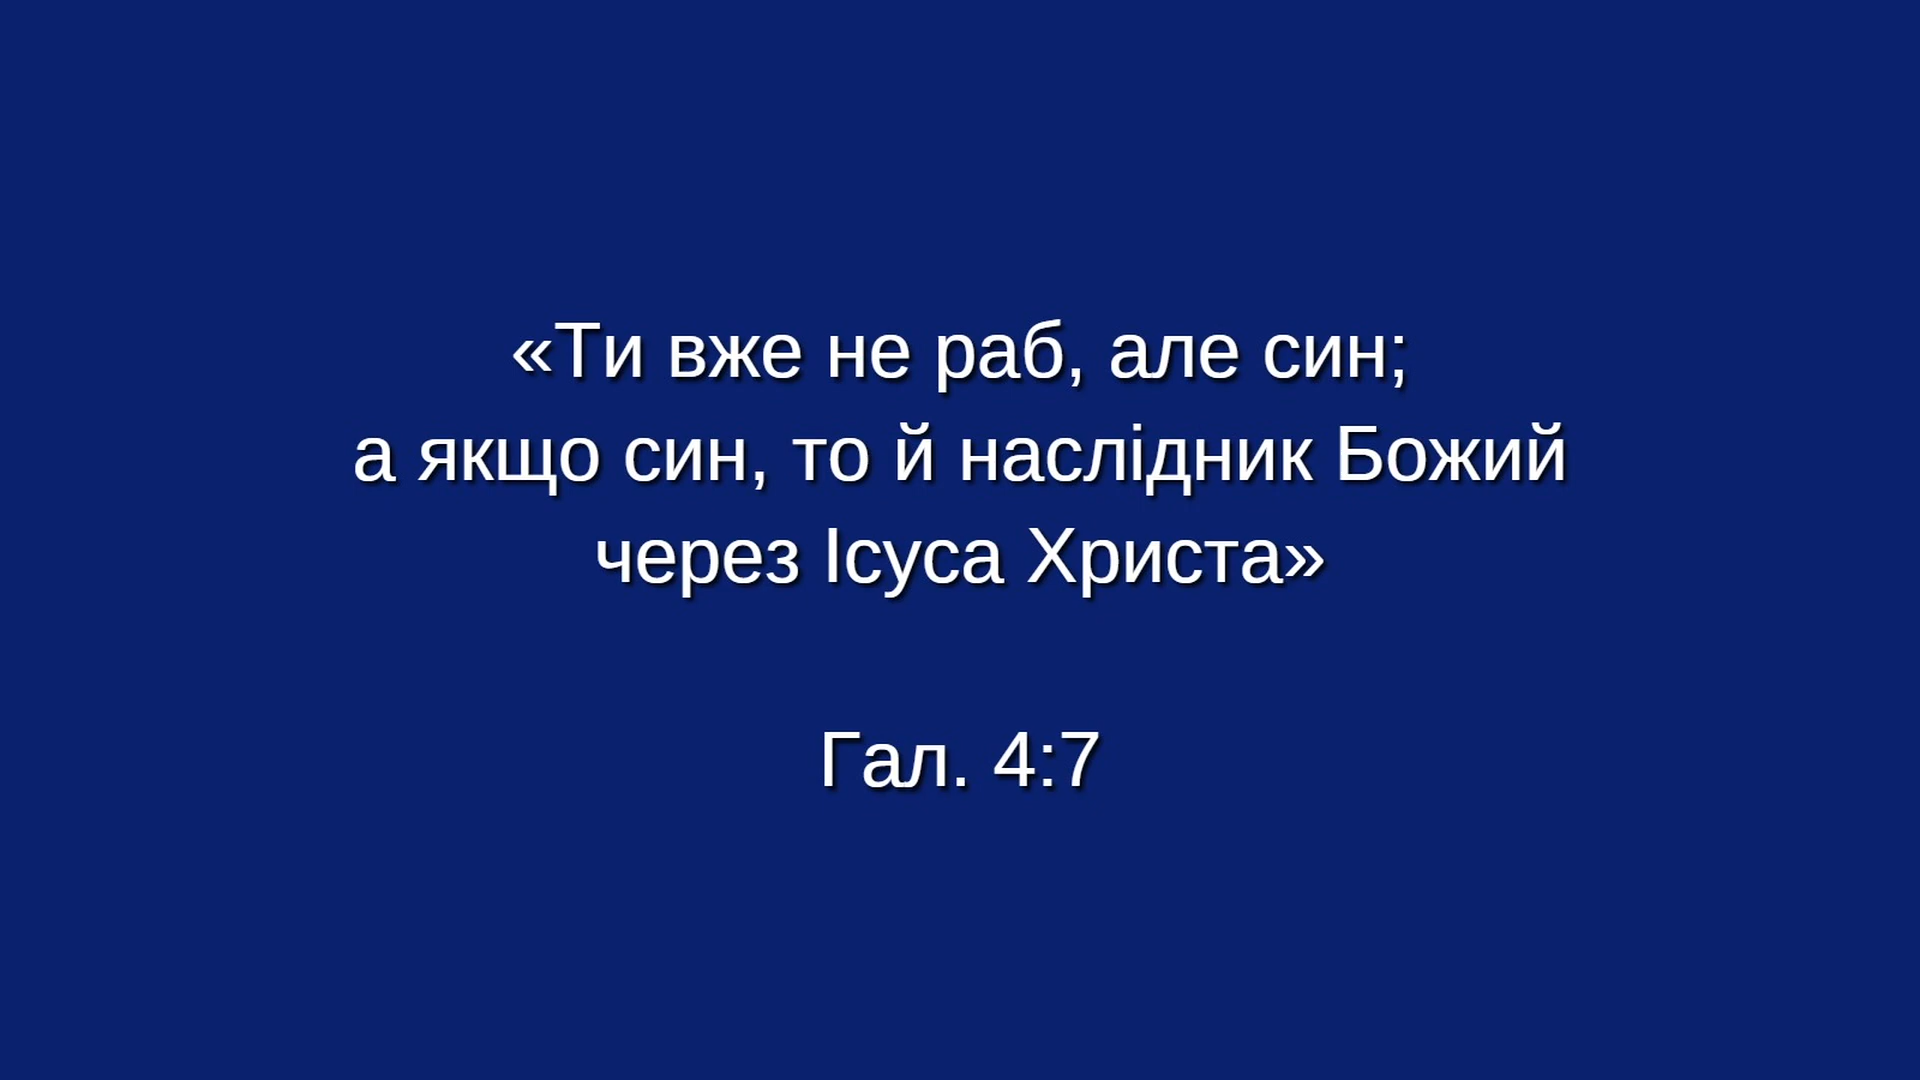 «Ти вже не раб, але син;
а якщо син, то й наслідник Божий
через Ісуса Христа»
Гал. 4:7